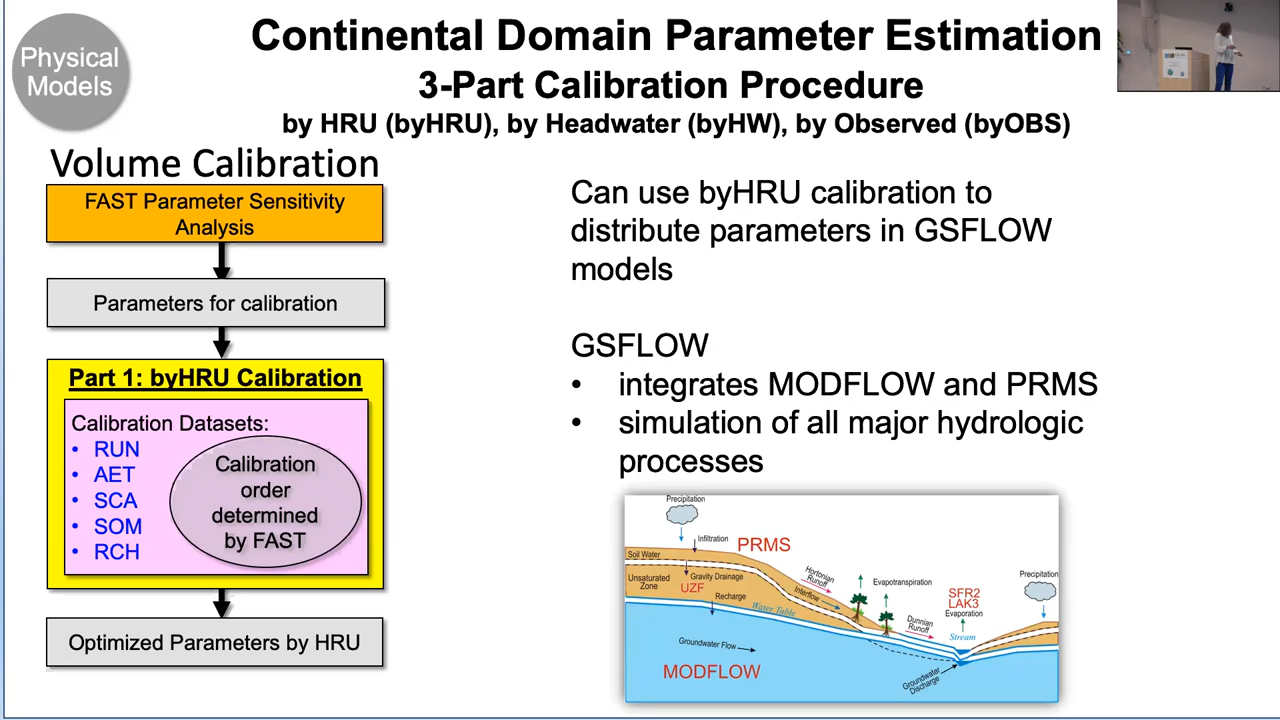 Physical
Models
Continental Domain Parameter Estimation
3-Part Calibration Procedure
by HRU (byHRU), by Headwater (byHW), by Observed (byOBS)
Volume Calibration
FAST Parameter Sensitivity
Analysis
Parameters for calibration
Part 1: byHRU Calibration
Calibration Datasets:
• RUN
• AET
• SCA
• SOM
• RCH
Calibration
order
determined
by FAST
Optimized Parameters by HRU
Can use byHRU calibration to
distribute parameters in GSFLOW
models
GSFLOW
• integrates MODFLOW and PRMS
• simulation of all major hydrologic
processes
Precipitation
Infiltration
PRMS
Soil Water
Unsaturated
Zone
Gravity Drainage
UZF
Recharge
Water Table
Hortonian
Runoff
Interflow
Evapotranspiration
Dunnian
Runoff
SFR2
LAK3
Evaporation
Stream
Precipitation
Groundwater Flow
MODFLOW
Groundwater
Discharge